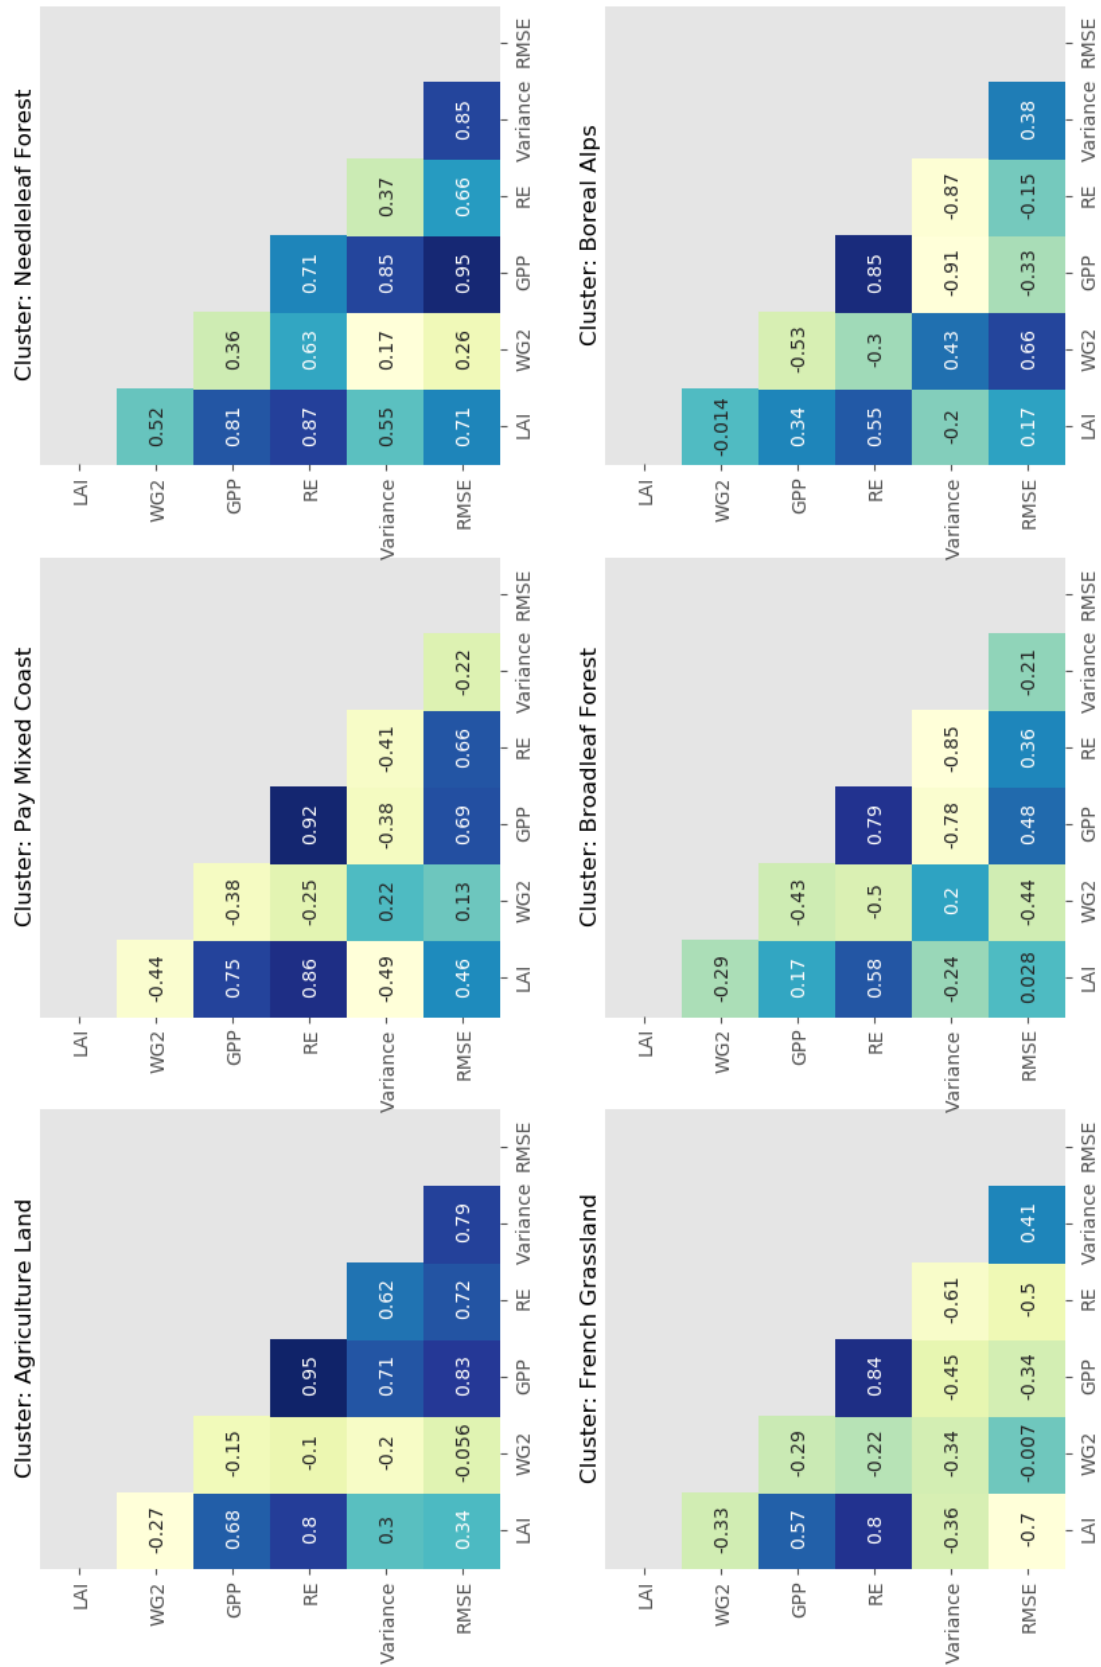 Cluster: Agriculture Land
LAI
WG2 -0.27
GPP 0.68 -0.15
RE 0.8 -0.1 0.95
Variance 0.3 -0.2 0.71 0.62
RMSE 0.34 -0.056 0.83 0.72 0.79
LAI WG2 GPP RE Variance RMSE
Cluster: Pay Mixed Coast
LAI
WG2 -0.44
GPP 0.75 -0.38
RE 0.86 -0.25 0.92
Variance -0.49 0.22 -0.38 -0.41
RMSE 0.46 0.13 0.69 0.66 -0.22
LAI WG2 GPP RE Variance RMSE
Cluster: Needleleaf Forest
LAI
WG2 0.52
GPP 0.81 0.36
RE 0.87 0.63 0.71
Variance 0.55 0.17 0.85 0.37
RMSE 0.71 0.26 0.95 0.66 0.85
LAI WG2 GPP RE Variance RMSE
Cluster: French Grassland
LAI
WG2 -0.33
GPP 0.57 -0.29
RE 0.8 -0.22 0.84
Variance -0.36 -0.34 -0.45 -0.61
RMSE -0.7 -0.007 -0.34 -0.5 0.41
LAI WG2 GPP RE Variance RMSE
Cluster: Broadleaf Forest
LAI
WG2 -0.29
GPP 0.17 -0.43
RE 0.58 -0.5 0.79
Variance -0.24 0.2 -0.78 -0.85
RMSE 0.028 -0.44 0.48 0.36 -0.21
LAI WG2 GPP RE Variance RMSE
Cluster: Boreal Alps
LAI
WG2 -0.014
GPP 0.34 -0.53
RE 0.55 -0.3 0.85
Variance -0.2 0.43 -0.91 -0.87
RMSE 0.17 0.66 -0.33 -0.15 0.38
LAI WG2 GPP RE Variance RMSE